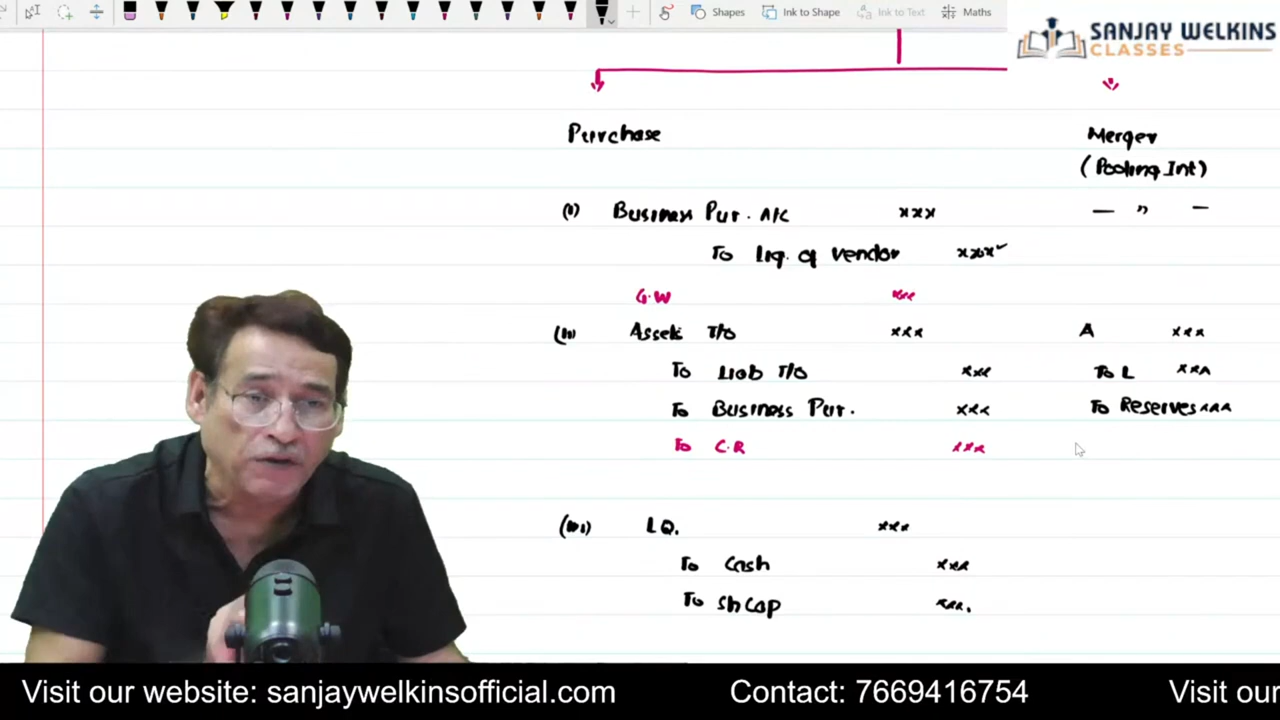 Shapes Ink to Shape Ink to Text Maths
SANJAY WELKINS
CLASSES
Purchase Merger
(Pooling Int)
(i) Business Pur. A/c xxx — " —
To Liq. of vendor xxx
G.W xxx
(ii) Assets T/o xxx A xxx
To Liab T/o xxx To L xxx
To Business Pur. xxx To Reserves xxx
To C.R xxx
(iii) LQ. xxx
To Cash xxx
To Sh Cap xxx.
Visit our website: sanjaywelkinsofficial.com Contact: 7669416754 Visit our